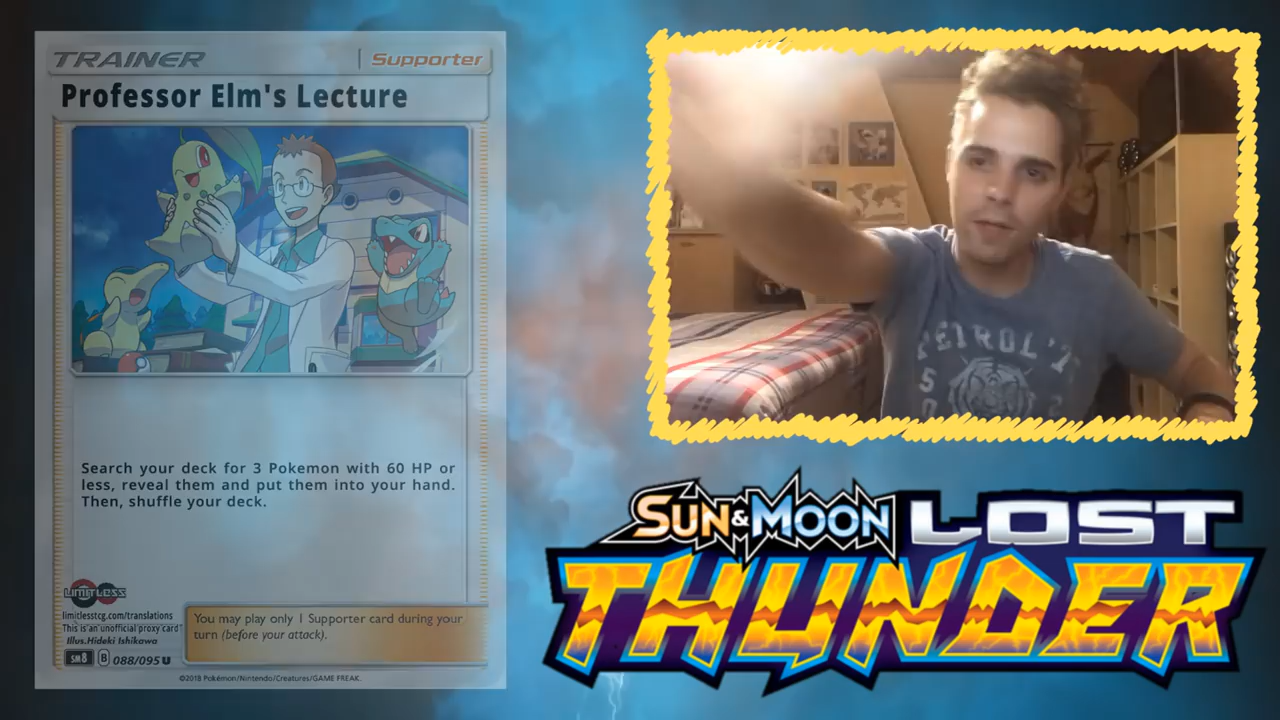 TRAINER
Supporter
Professor Elm's Lecture
Search your deck for 3 Pokemon with 60 HP or
less, reveal them and put them into your hand.
Then, shuffle your deck.
LIMITLESS
limitlesstcg.com/translations
This is an unofficial proxy card
Illus.Hideki Ishikawa
SM8 B 088/095 U
You may play only 1 Supporter card during your
turn (before your attack).
©2018 Pokémon/Nintendo/Creatures/GAME FREAK.
PETROL'
SUN & MOON LOST
THUNDER